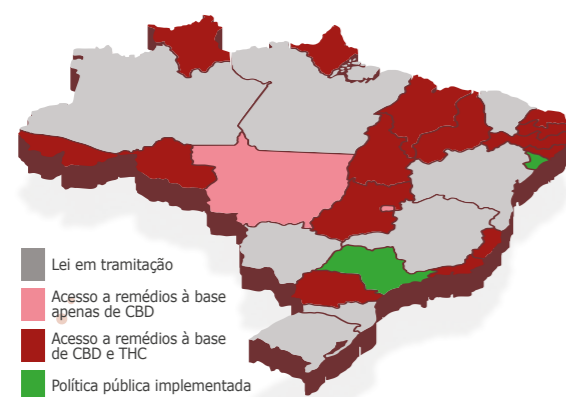 Lei em tramitação
Acesso a remédios à base
apenas de CBD
Acesso a remédios à base
de CBD e THC
Política pública implementada